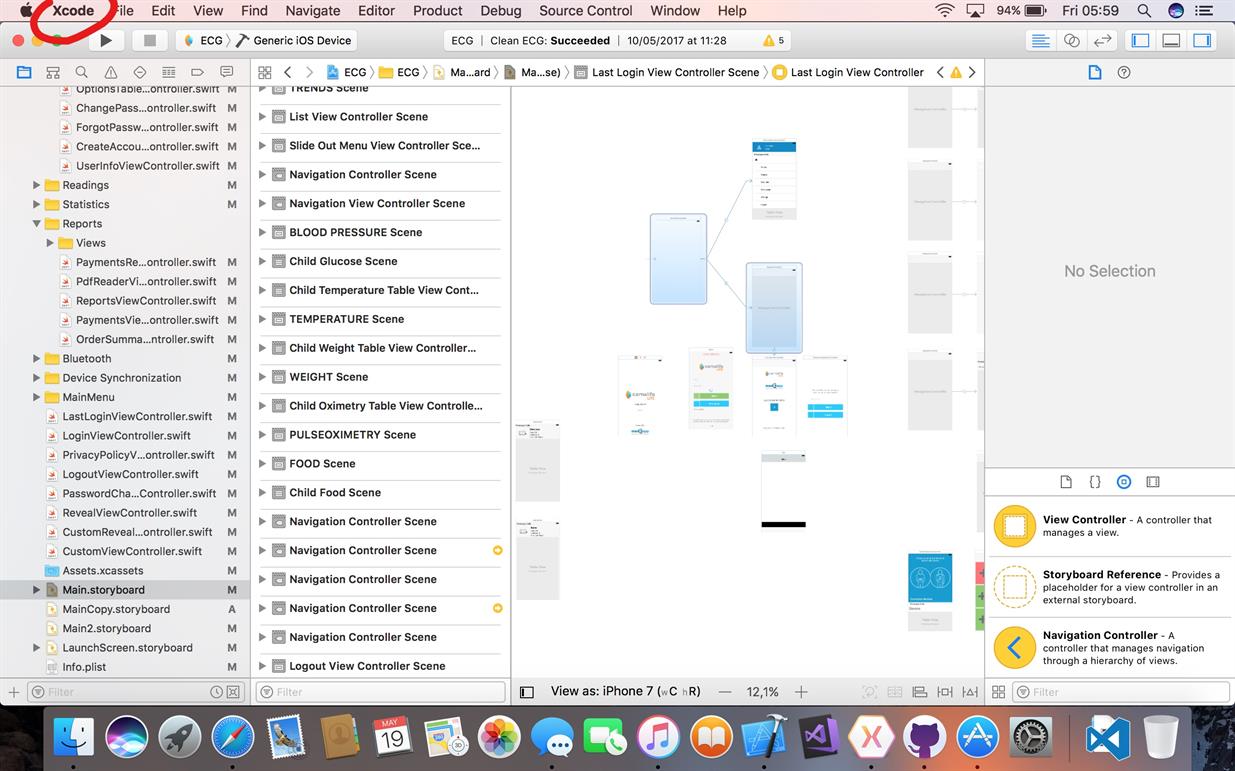 Xcode File Edit View Find Navigate Editor Product Debug Source Control Window Help 94% Fri 05:59
ECG Generic iOS Device ECG | Clean ECG: Succeeded | 10/05/2017 at 11:28 5
ECG ECG Ma...ard Ma...se) Last Login View Controller Scene Last Login View Controller
OptionsTable...ontroller.swift M
ChangePass...ontroller.swift M
ForgotPassw...ontroller.swift M
CreateAccou...ontroller.swift M
UserInfoViewController.swift M
Readings M
Statistics M
Reports M
Views M
PaymentsRe...ontroller.swift M
PdfReaderVi...ontroller.swift M
ReportsViewController.swift M
PaymentsVie...ontroller.swift M
OrderSumma...ntroller.swift M
Bluetooth M
Device Synchronization M
MainMenu M
LastLoginViewController.swift M
LoginViewController.swift M
PrivacyPolicyV...ontroller.swift M
LogoutViewController.swift M
PasswordCha...Controller.swift M
RevealViewController.swift M
CustomReveal...ontroller.swift M
CustomViewController.swift M
Assets.xcassets M
Main.storyboard M
MainCopy.storyboard A
Main2.storyboard M
LaunchScreen.storyboard M
Info.plist M
Filter
TRENDS Scene
List View Controller Scene
Slide Out Menu View Controller Sce...
Navigation Controller Scene
Navigation View Controller Scene
BLOOD PRESSURE Scene
Child Glucose Scene
Child Temperature Table View Cont...
TEMPERATURE Scene
Child Weight Table View Controller...
WEIGHT Scene
Child Oximetry Table View Controlle...
PULSEOXIMETRY Scene
FOOD Scene
Child Food Scene
Navigation Controller Scene
Navigation Controller Scene
Navigation Controller Scene
Navigation Controller Scene
Navigation Controller Scene
Logout View Controller Scene
Filter
View as: iPhone 7 (wC hR) — 12,1% +
No Selection
View Controller - A controller that
manages a view.
Storyboard Reference - Provides a
placeholder for a view controller in an
external storyboard.
Navigation Controller - A
controller that manages navigation
through a hierarchy of views.
Filter
MAY
19